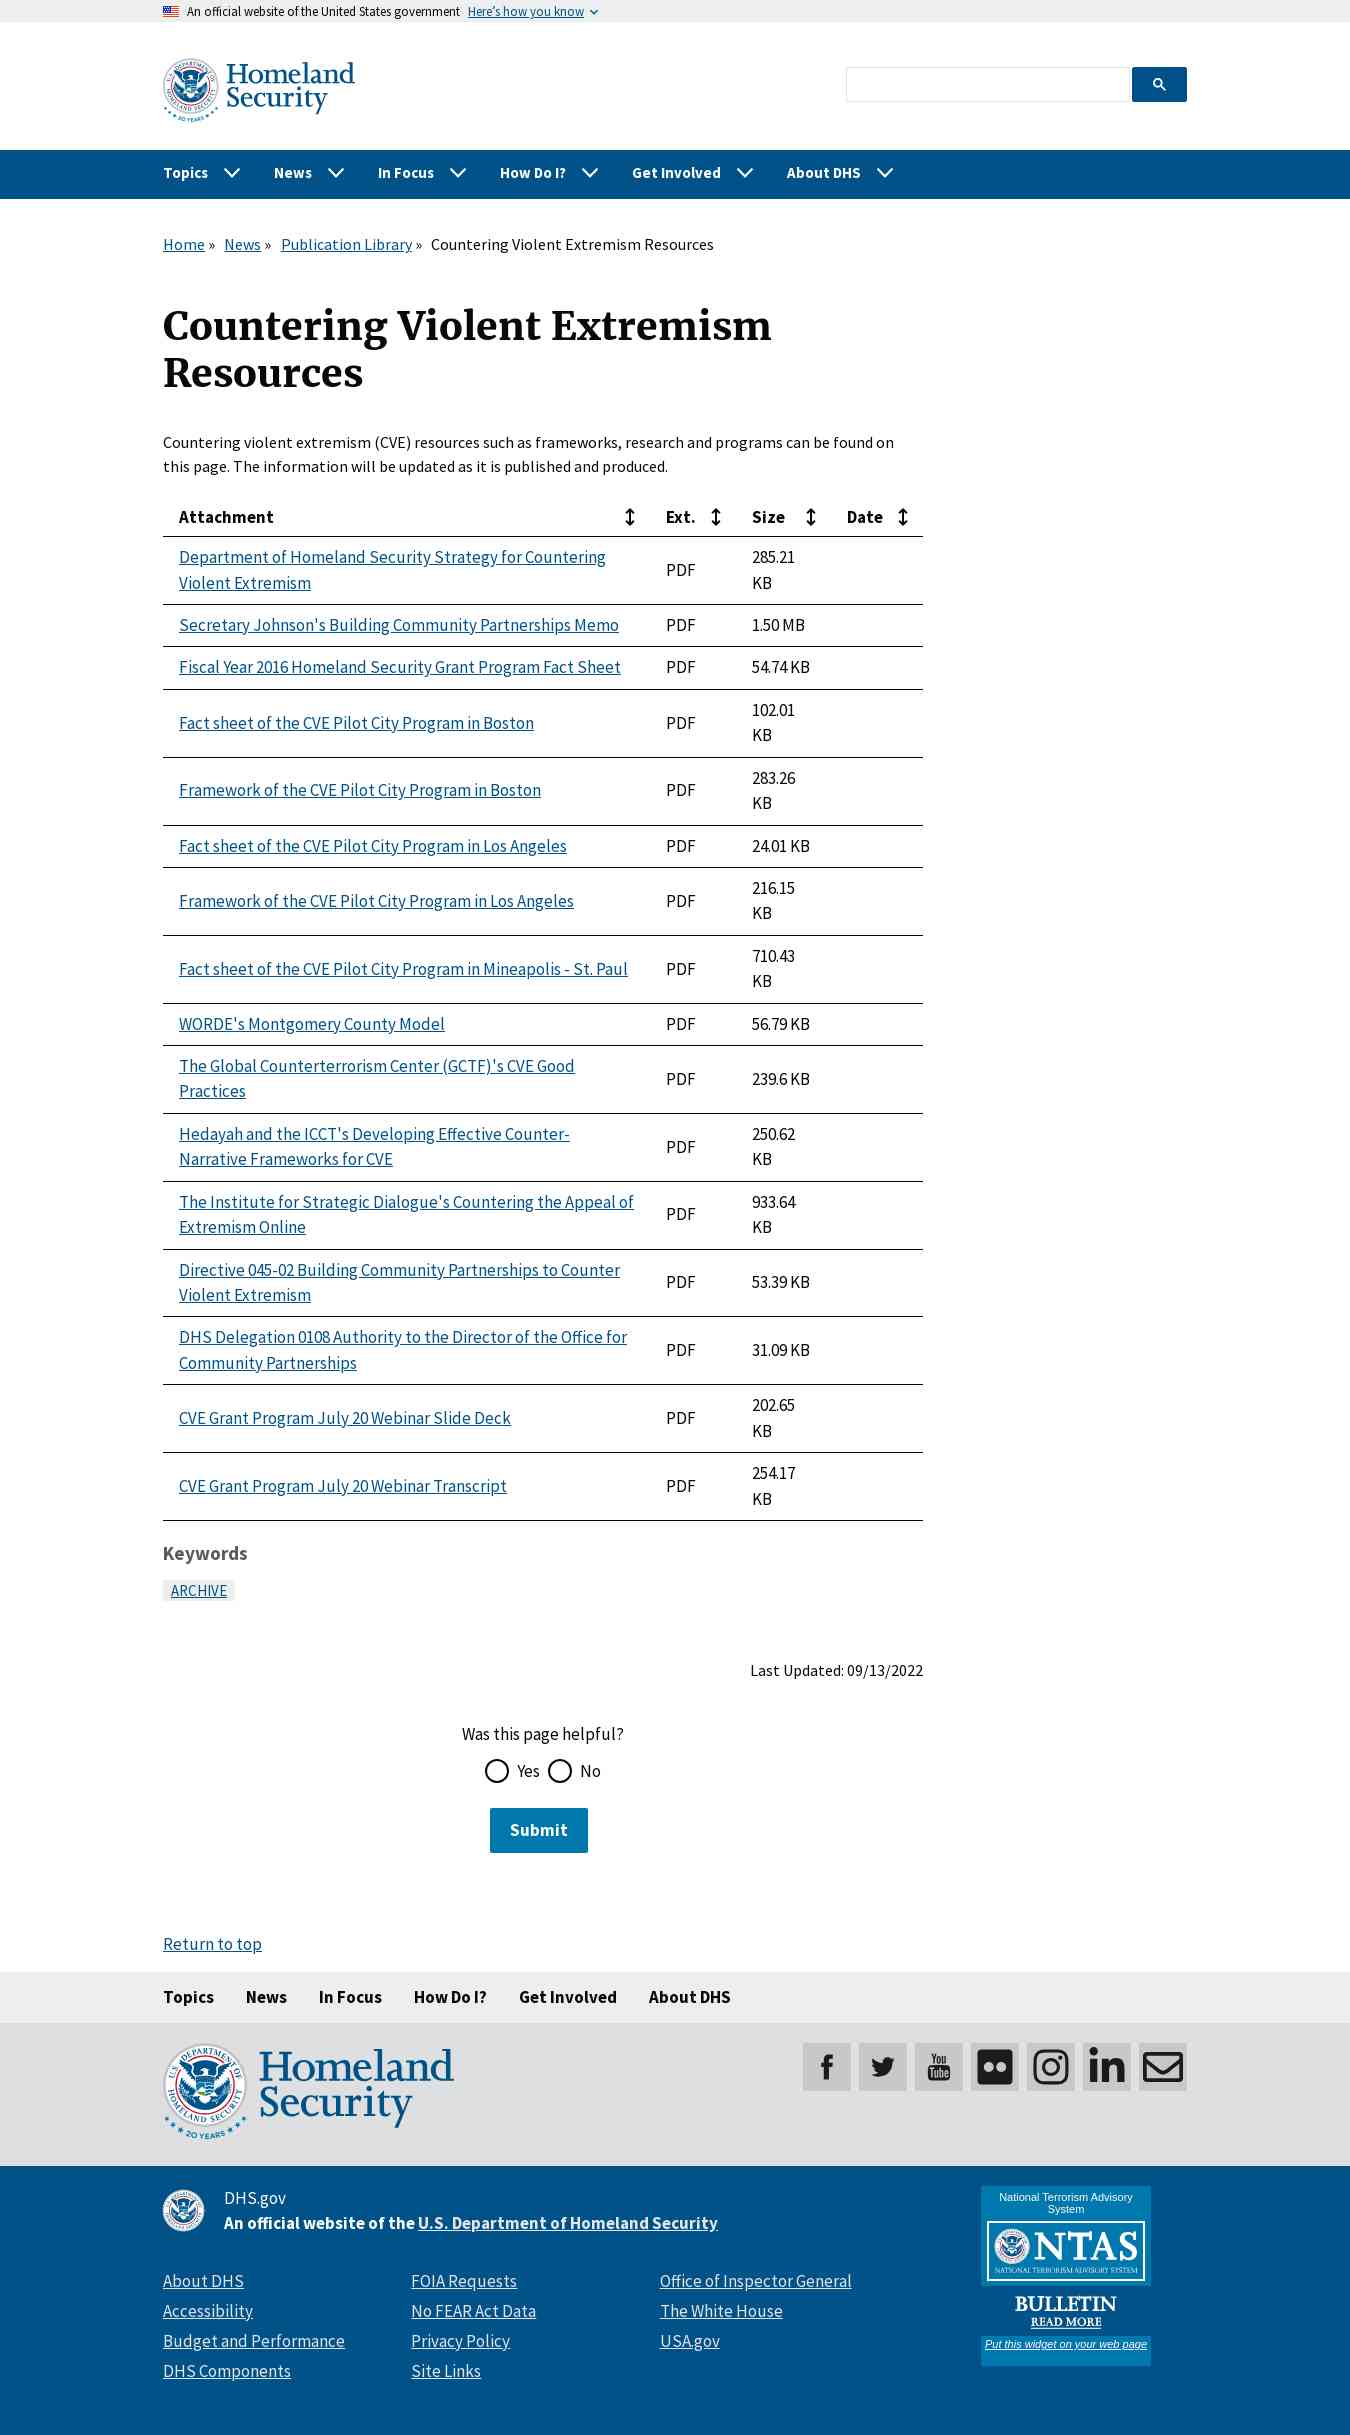 An official website of the United States government Here's how you know
U.S. DEPARTMENT OF HOMELAND SECURITY
20 YEARS
Homeland
Security
Topics News In Focus How Do I? Get Involved About DHS
Home » News » Publication Library » Countering Violent Extremism Resources
Countering Violent Extremism
Resources
Countering violent extremism (CVE) resources such as frameworks, research and programs can be found on
this page. The information will be updated as it is published and produced.
Attachment Ext. Size Date
Department of Homeland Security Strategy for Countering
Violent Extremism
PDF
285.21
KB
Secretary Johnson's Building Community Partnerships Memo PDF 1.50 MB
Fiscal Year 2016 Homeland Security Grant Program Fact Sheet PDF 54.74 KB
Fact sheet of the CVE Pilot City Program in Boston PDF
102.01
KB
Framework of the CVE Pilot City Program in Boston PDF
283.26
KB
Fact sheet of the CVE Pilot City Program in Los Angeles PDF 24.01 KB
Framework of the CVE Pilot City Program in Los Angeles PDF
216.15
KB
Fact sheet of the CVE Pilot City Program in Mineapolis - St. Paul PDF
710.43
KB
WORDE's Montgomery County Model PDF 56.79 KB
The Global Counterterrorism Center (GCTF)'s CVE Good
Practices
PDF 239.6 KB
Hedayah and the ICCT's Developing Effective Counter-
Narrative Frameworks for CVE
PDF
250.62
KB
The Institute for Strategic Dialogue's Countering the Appeal of
Extremism Online
PDF
933.64
KB
Directive 045-02 Building Community Partnerships to Counter
Violent Extremism
PDF 53.39 KB
DHS Delegation 0108 Authority to the Director of the Office for
Community Partnerships
PDF 31.09 KB
CVE Grant Program July 20 Webinar Slide Deck PDF
202.65
KB
CVE Grant Program July 20 Webinar Transcript PDF
254.17
KB
Keywords
ARCHIVE
Last Updated: 09/13/2022
Was this page helpful?
Yes No
Submit
Return to top
Topics News In Focus How Do I? Get Involved About DHS
U.S. DEPARTMENT OF HOMELAND SECURITY
20 YEARS
Homeland
Security
You
Tube
in
DHS.gov
An official website of the U.S. Department of Homeland Security
About DHS FOIA Requests Office of Inspector General
Accessibility No FEAR Act Data The White House
Budget and Performance Privacy Policy USA.gov
DHS Components Site Links
National Terrorism Advisory
System
NTAS
NATIONAL TERRORISM ADVISORY SYSTEM
BULLETIN
READ MORE
Put this widget on your web page